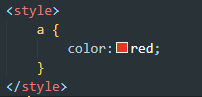 <style>
    a {
        color:red;
    }
</style>